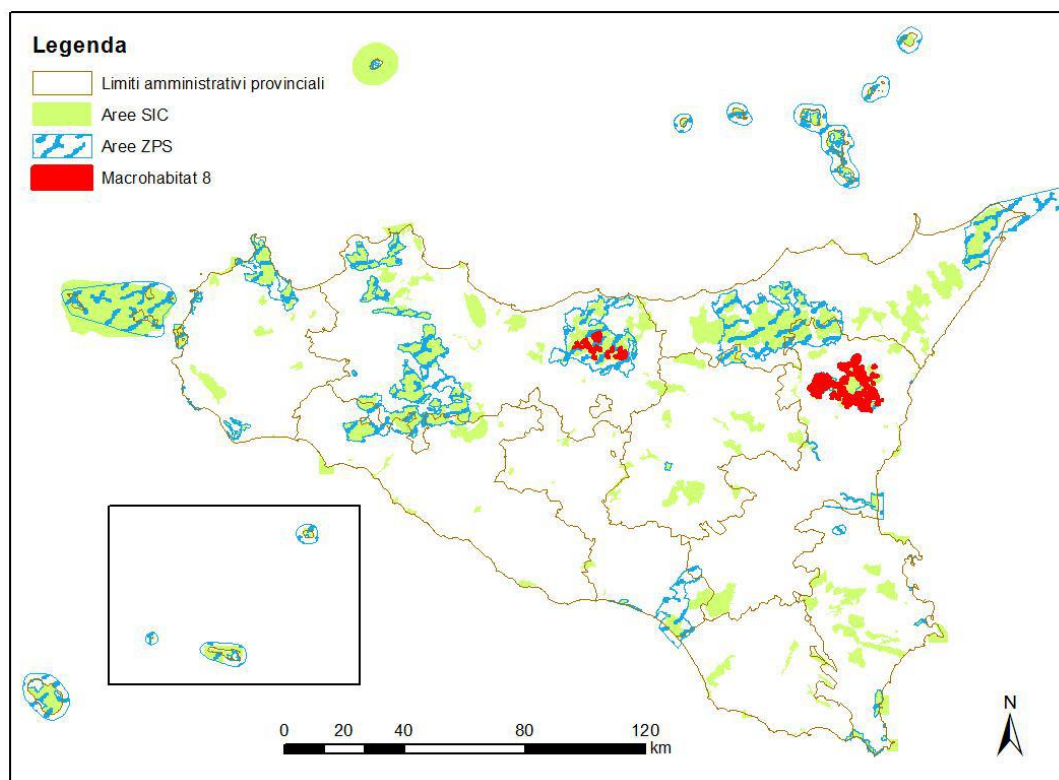 Legenda
Limiti amministrativi provinciali
Aree SIC
Aree ZPS
Macrohabitat 8
N
0 20 40 80 120
km